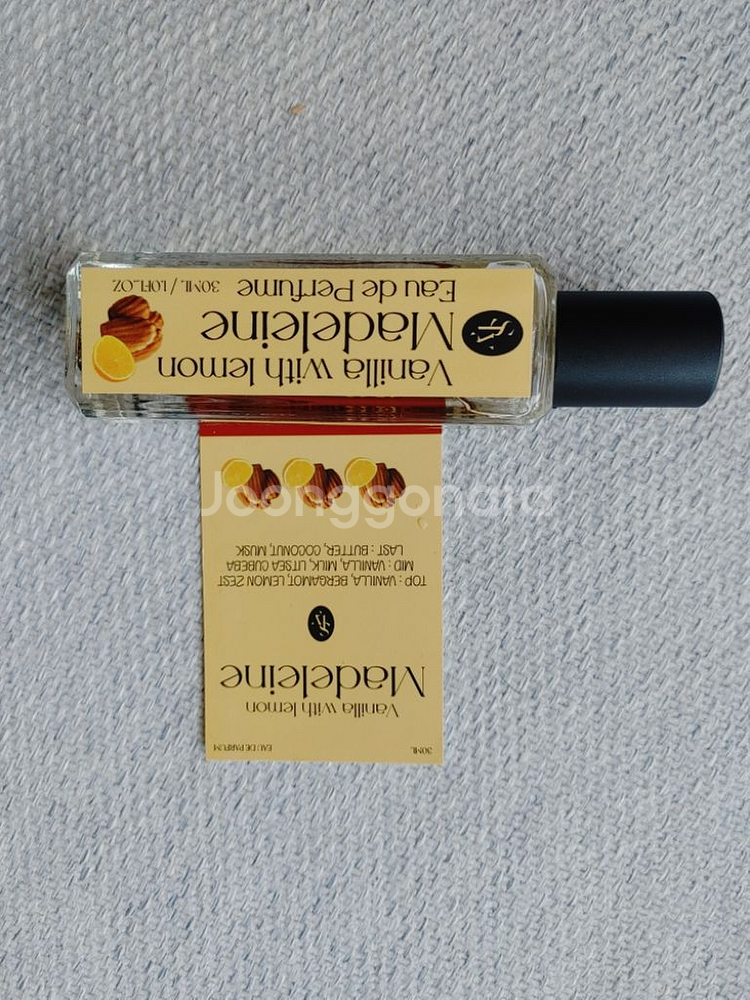 Vanilla with lemon
Madeleine
Eau de Perfume
30ML / 1.0FL.OZ
30ML
EAU DE PARFUM
Vanilla with lemon
Madeleine
TOP : VANILLA, BERGAMOT, LEMON ZEST
MID : VANILLA, MILK, LITSEA CUBEBA
LAST : BUTTER, COCONUT, MUSK
Joonggonara